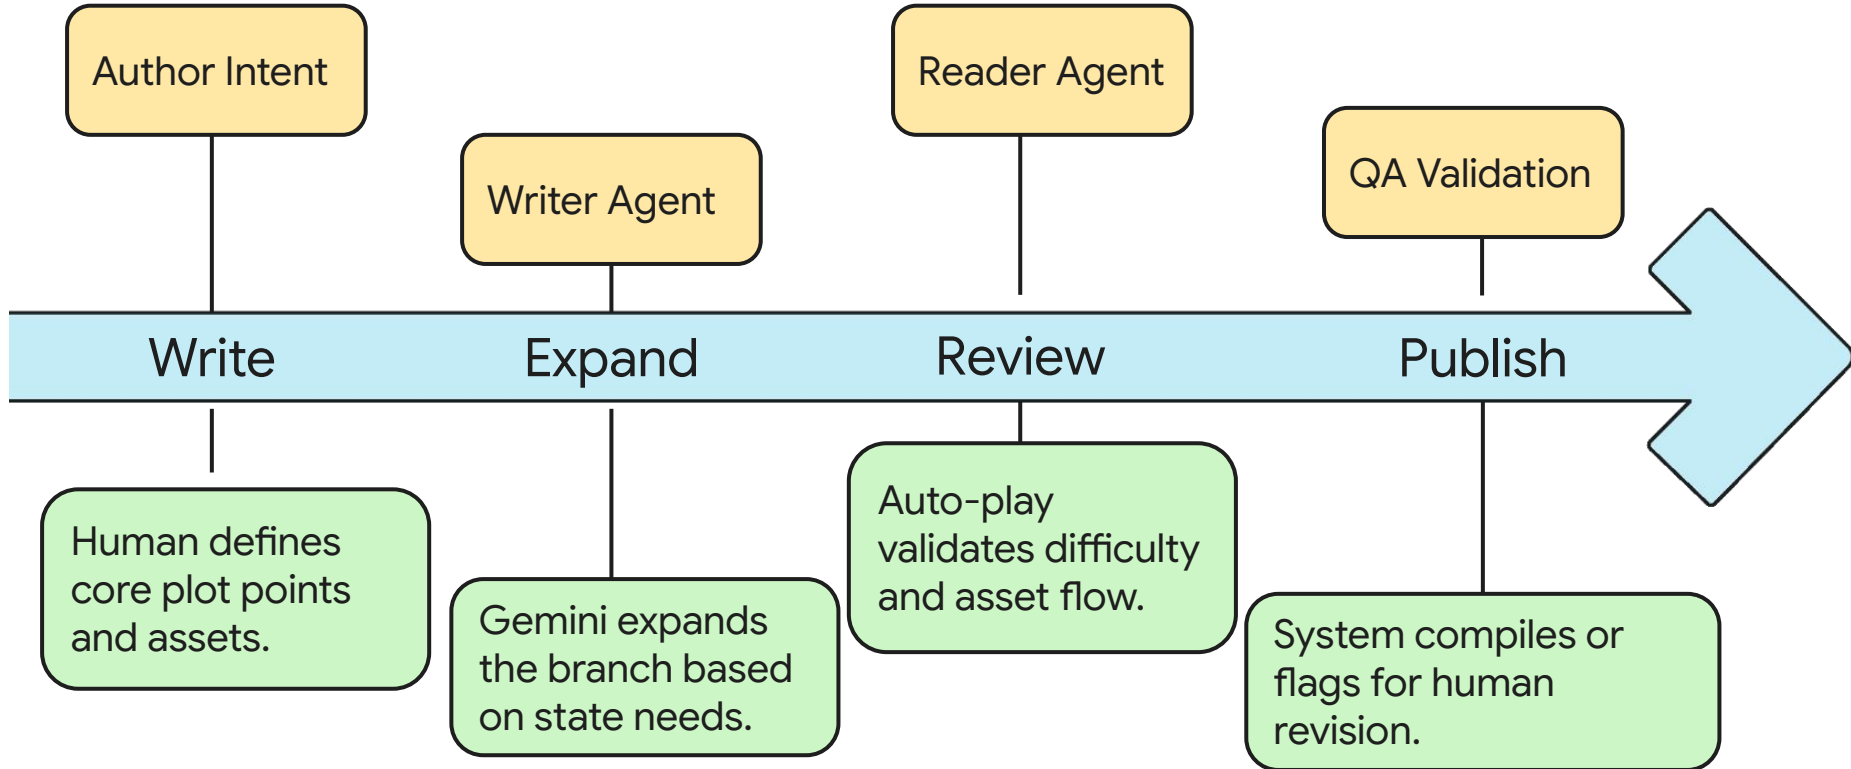 Author Intent
Reader Agent
QA Validation
Writer Agent
Write
Expand
Review
Publish
Human defines
core plot points
and assets.
Gemini expands
the branch based
on state needs.
Auto-play
validates difficulty
and asset flow.
System compiles or
flags for human
revision.